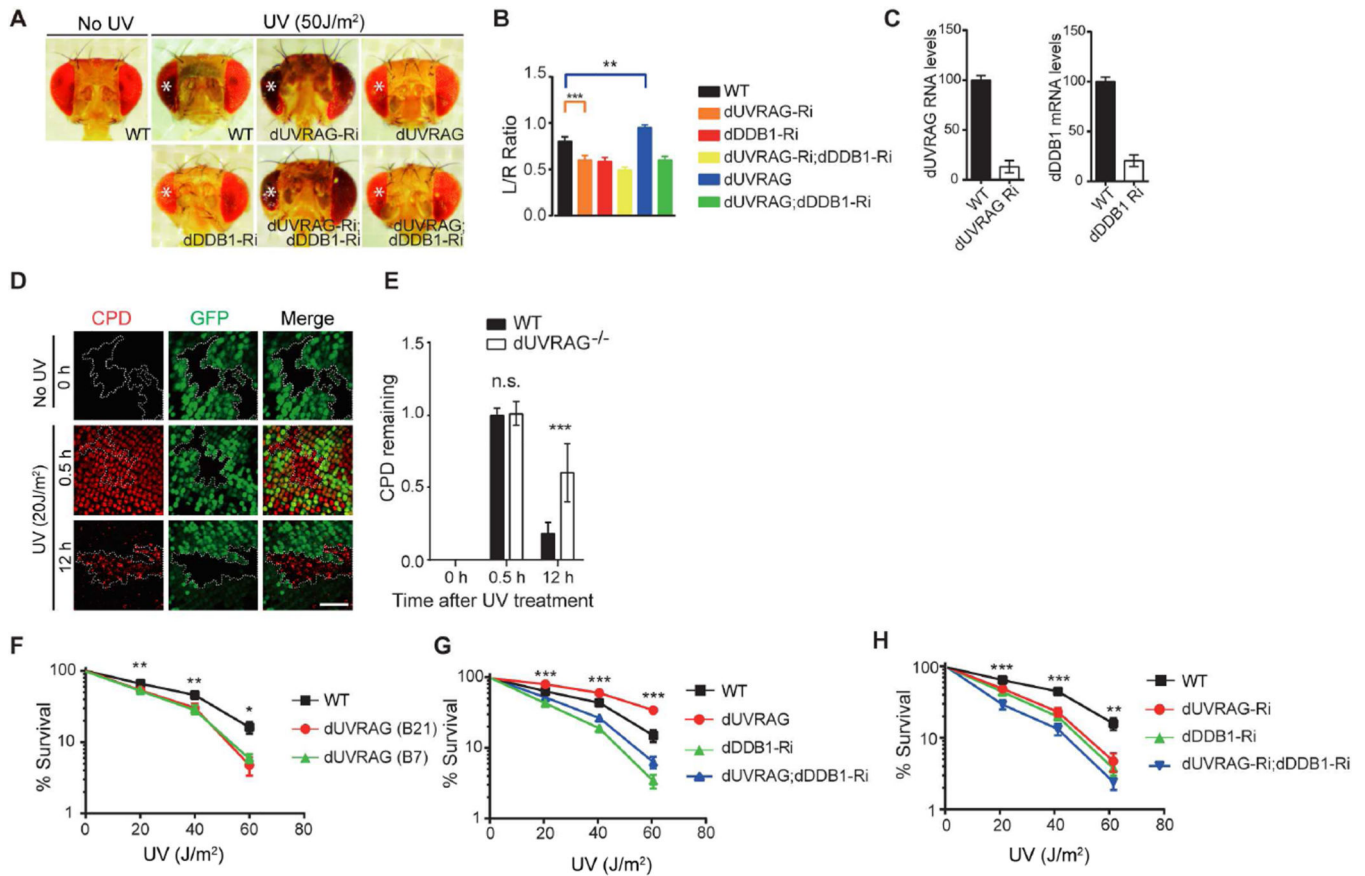 A
No UV
UV (50J/m²)
*
*
*
WT
WT
dUVRAG-Ri
dUVRAG
*
*
*
dDDB1-Ri
dUVRAG-Ri;
dDDB1-Ri
dUVRAG;
dDDB1-Ri
B
L/R Ratio
1.5
1.0
0.5
0.0
***
**
WT
dUVRAG-Ri
dDDB1-Ri
dUVRAG-Ri;dDDB1-Ri
dUVRAG
dUVRAG;dDDB1-Ri
C
dUVRAG RNA levels
150
100
50
0
WT
dUVRAG Ri
dDDB1 mRNA levels
150
100
50
0
WT
dDDB1 Ri
D
CPD
GFP
Merge
No UV
0 h
UV (20J/m²)
0.5 h
12 h
E
WT
dUVRAG⁻/⁻
CPD remaining
1.5
1.0
0.5
0.0
n.s.
***
0 h
0.5 h
12 h
Time after UV treatment
F
% Survival
100
10
1
**
**
*
0
20
40
60
80
UV (J/m²)
WT
dUVRAG (B21)
dUVRAG (B7)
G
% Survival
100
10
1
***
***
***
0
20
40
60
80
UV (J/m²)
WT
dUVRAG
dDDB1-Ri
dUVRAG;dDDB1-Ri
H
% Survival
100
10
1
***
***
**
0
20
40
60
80
UV (J/m²)
WT
dUVRAG-Ri
dDDB1-Ri
dUVRAG-Ri;dDDB1-Ri